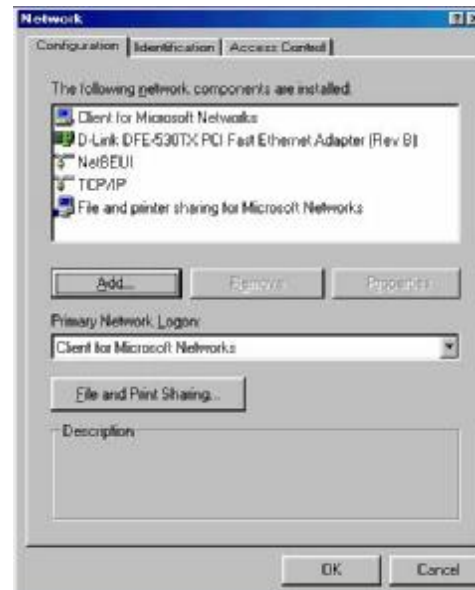 Network
Configuration Identification Access Control
The following network components are installed:
Client for Microsoft Networks
D-Link DFE-530TX PCI Fast Ethernet Adapter (Rev B)
NetBEUI
TCP/IP
File and printer sharing for Microsoft Networks
Add... Remove Properties
Primary Network Logon:
Client for Microsoft Networks
File and Print Sharing...
Description
OK Cancel